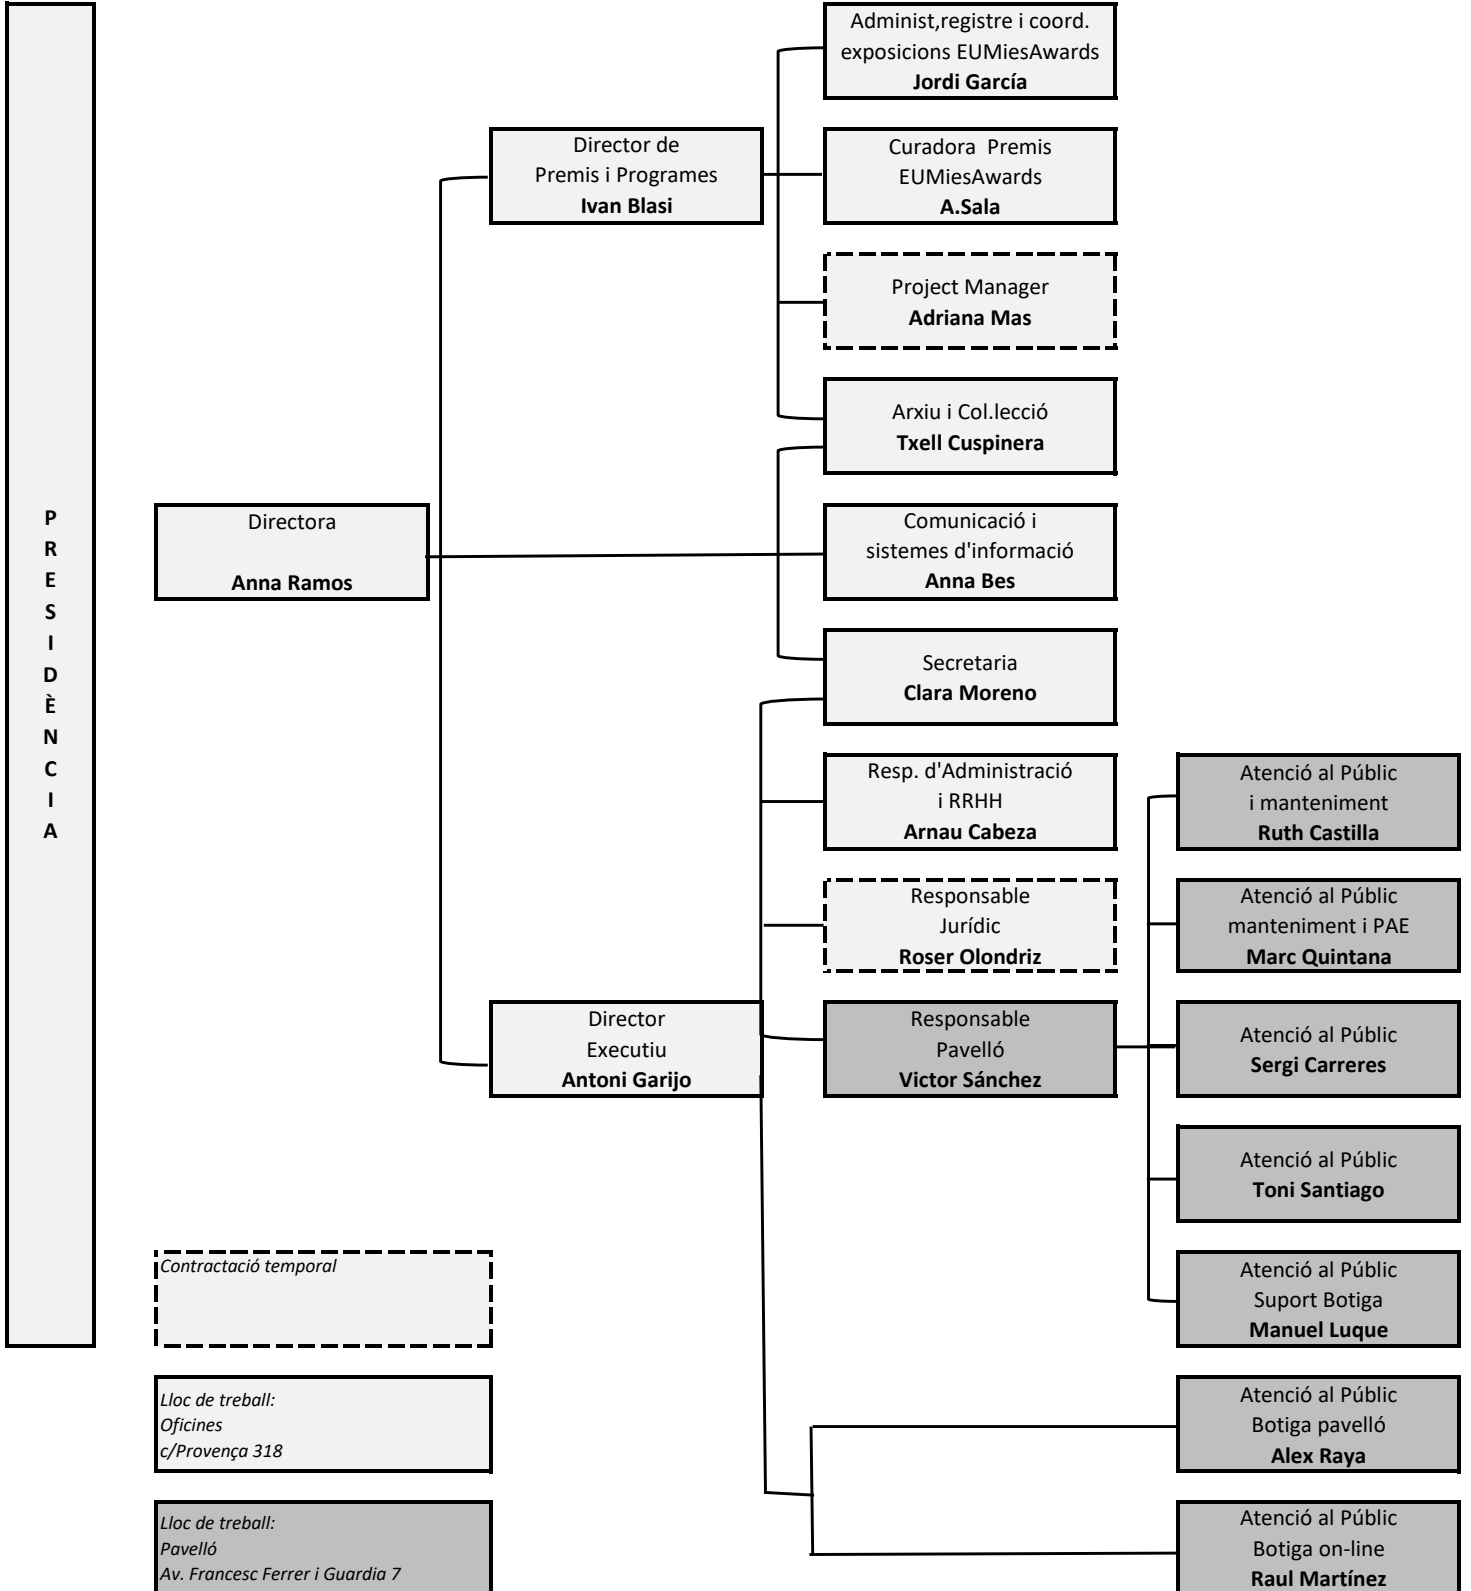 P
R
E
S
I
D
È
N
C
I
A
Directora
Anna Ramos
Director de
Premis i Programes
Ivan Blasi
Director
Executiu
Antoni Garijo
Administ,registre i coord.
exposicions EUMiesAwards
Jordi García
Curadora  Premis
EUMiesAwards
A.Sala
Project Manager
Adriana Mas
Arxiu i Col.lecció
Txell Cuspinera
Comunicació i
sistemes d'informació
Anna Bes
Secretaria
Clara Moreno
Resp. d'Administració
i RRHH
Arnau Cabeza
Responsable
Jurídic
Roser Olondriz
Responsable
Pavelló
Victor Sánchez
Atenció al Públic
i manteniment
Ruth Castilla
Atenció al Públic
manteniment i PAE
Marc Quintana
Atenció al Públic
Sergi Carreres
Atenció al Públic
Toni Santiago
Atenció al Públic
Suport Botiga
Manuel Luque
Atenció al Públic
Botiga pavelló
Alex Raya
Atenció al Públic
Botiga on-line
Raul Martínez
Contractació temporal
Lloc de treball:
Oficines
c/Provença 318
Lloc de treball:
Pavelló
Av. Francesc Ferrer i Guardia 7